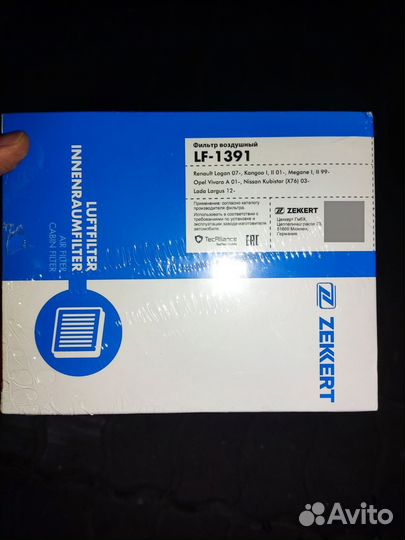 Фильтр воздушный
LF-1391
Renault Logan 07-, Kangoo I, II 01-, Megane I, II 99-
Opel Vivaro A 01-, Nissan Kubistar (X76) 03-
Lada Largus 12-
Применение: согласно каталогу
производителя фильтра.
Использовать в соответствии с
требованиями по установке и
эксплуатации завода-изготовителя
автомобиля.
TecAlliance
EAC
ZEKKERT
Цеккерт ГмбХ,
Германия
LUFTFILTER
INNENRAUMFILTER
AIR FILTER
CABIN FILTER
ZEKKERT
Avito